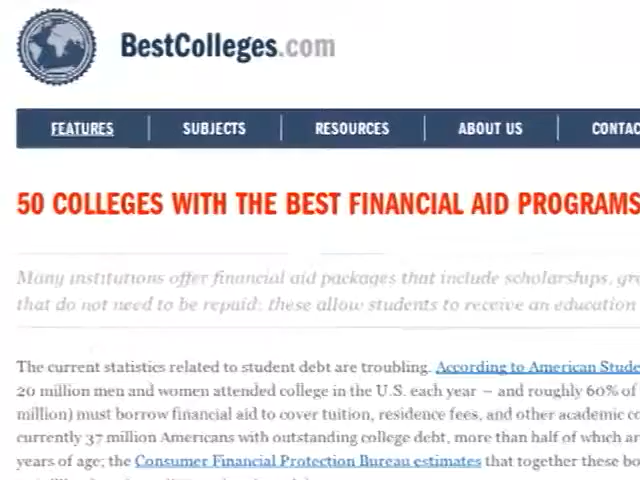 BestColleges.com
FEATURES SUBJECTS RESOURCES ABOUT US CONTAC
50 COLLEGES WITH THE BEST FINANCIAL AID PROGRAMS
Many institutions offer financial aid packages that include scholarships, gra
that do not need to be repaid; these allow students to receive an education
The current statistics related to student debt are troubling. According to American Stude
20 million men and women attended college in the U.S. each year – and roughly 60% of
million) must borrow financial aid to cover tuition, residence fees, and other academic co
currently 37 million Americans with outstanding college debt, more than half of which ar
years of age; the Consumer Financial Protection Bureau estimates that together these bo